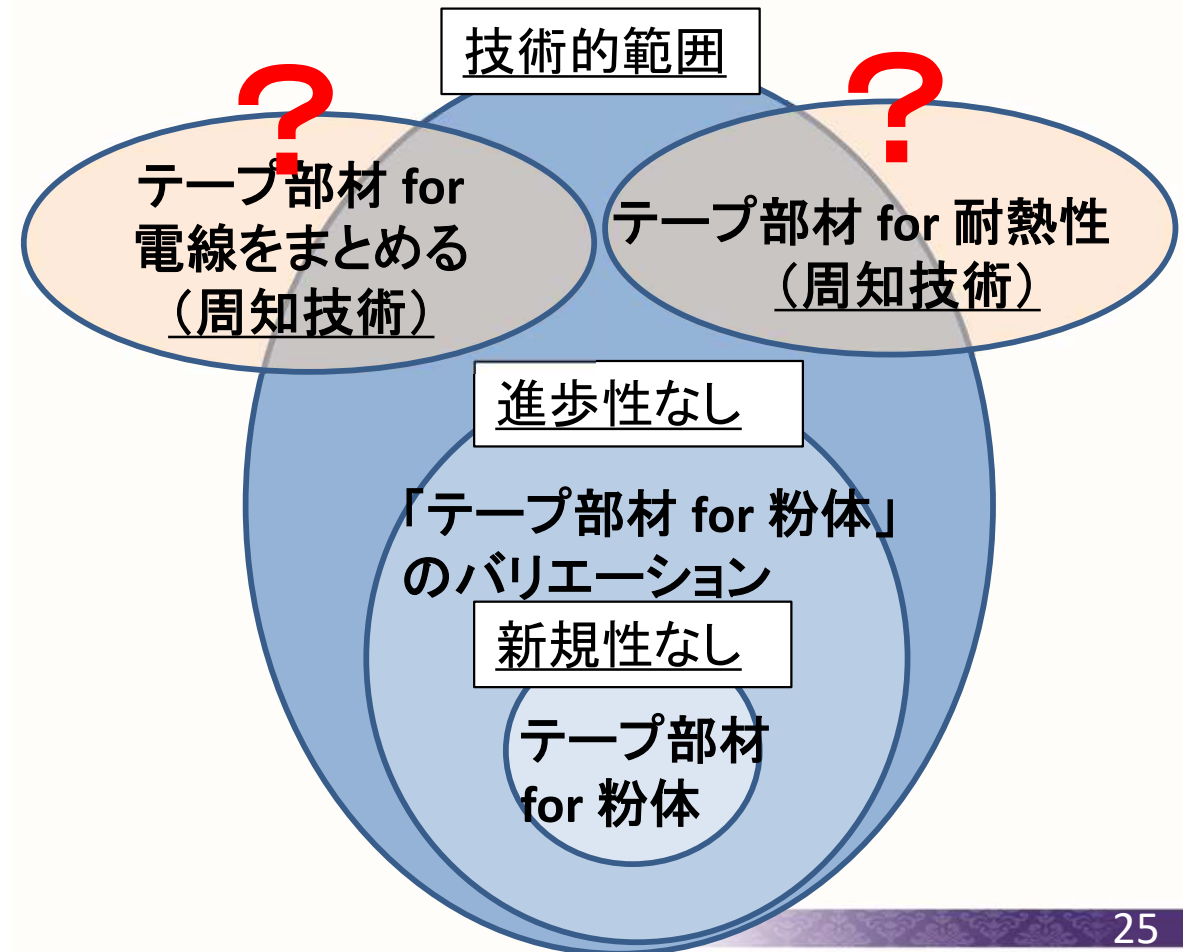 技術的範囲
?
?
テープ部材 for
電線をまとめる
（周知技術）
テープ部材 for 耐熱性
（周知技術）
進歩性なし
「テープ部材 for 粉体」
のバリエーション
新規性なし
テープ部材
for 粉体
25